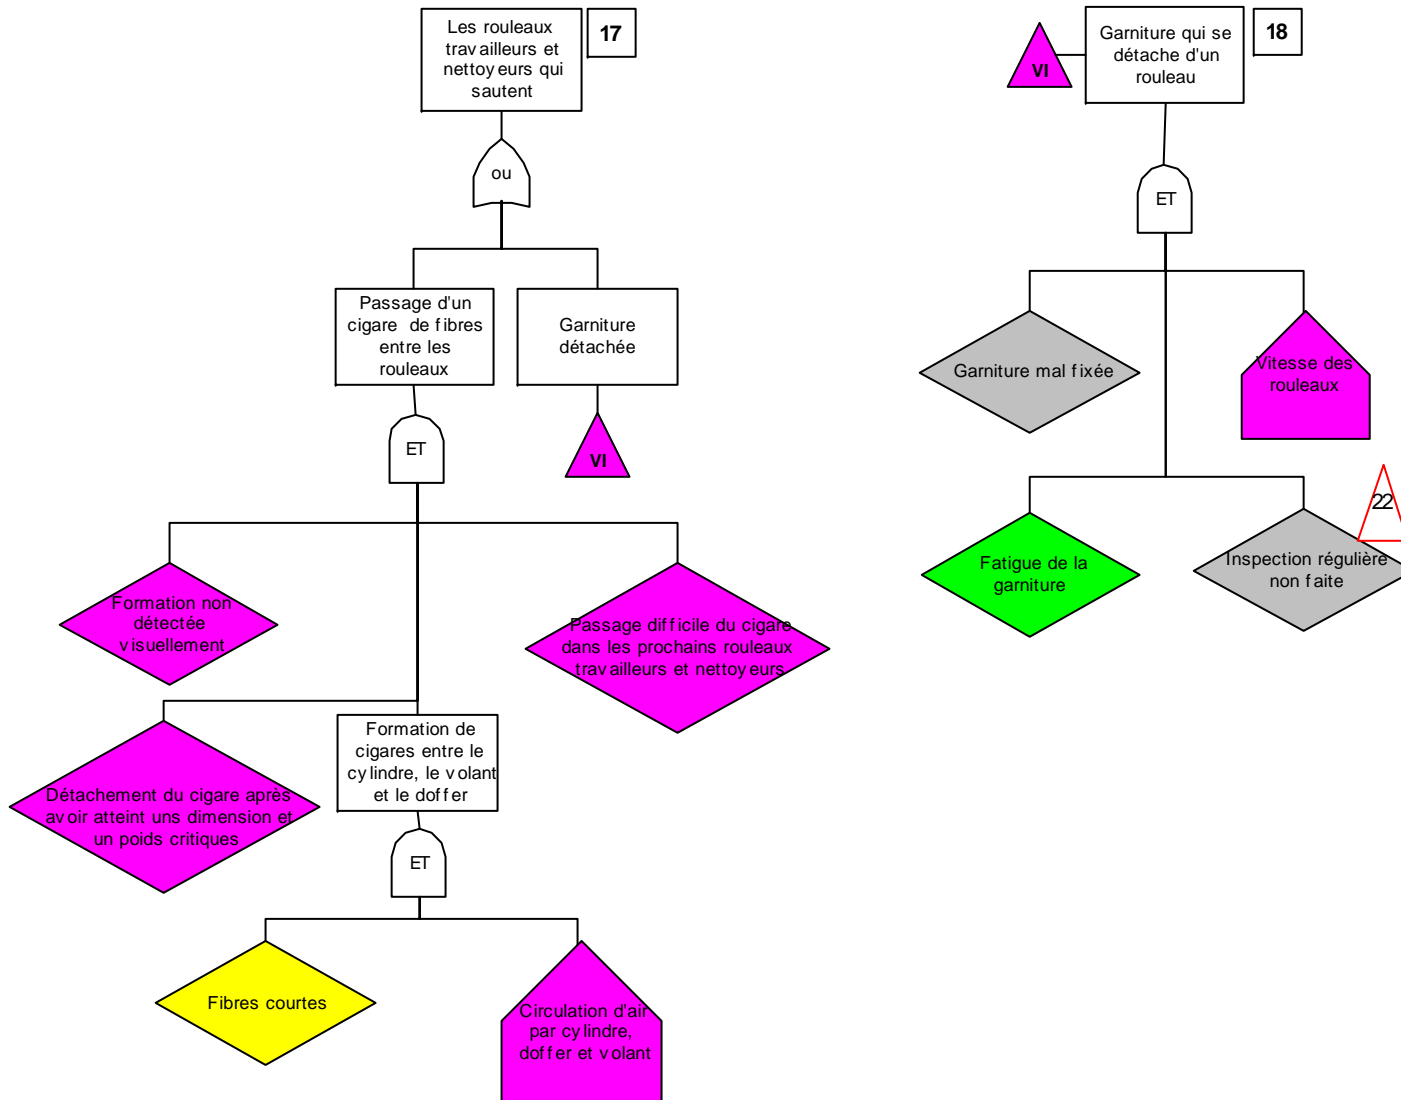 Les rouleaux
travailleurs et
nettoyeurs qui
sautent
17
ou
Passage d'un
cigare de fibres
entre les
rouleaux
Garniture
détachée
ET
VI
Formation non
détectée
visuellement
Passage difficile du cigare
dans les prochains rouleaux
travailleurs et nettoyeurs
Détachement du cigare après
avoir atteint uns dimension et
un poids critiques
Formation de
cigares entre le
cylindre, le volant
et le doffer
ET
Fibres courtes
Circulation d'air
par cylindre,
doffer et volant
VI
Garniture qui se
détache d'un
rouleau
18
ET
Garniture mal fixée
Vitesse des
rouleaux
Fatigue de la
garniture
22
Inspection régulière
non faite